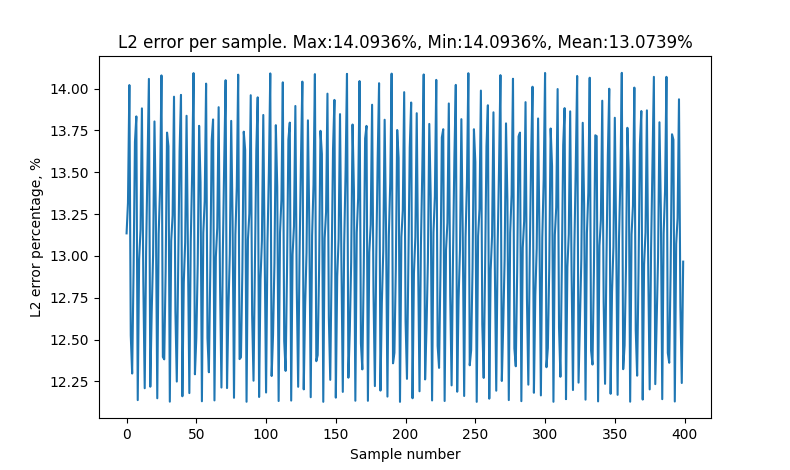 L2 error per sample. Max:14.0936%, Min:14.0936%, Mean:13.0739%
L2 error percentage, %
14.00
13.75
13.50
13.25
13.00
12.75
12.50
12.25
0 50 100 150 200 250 300 350 400
Sample number